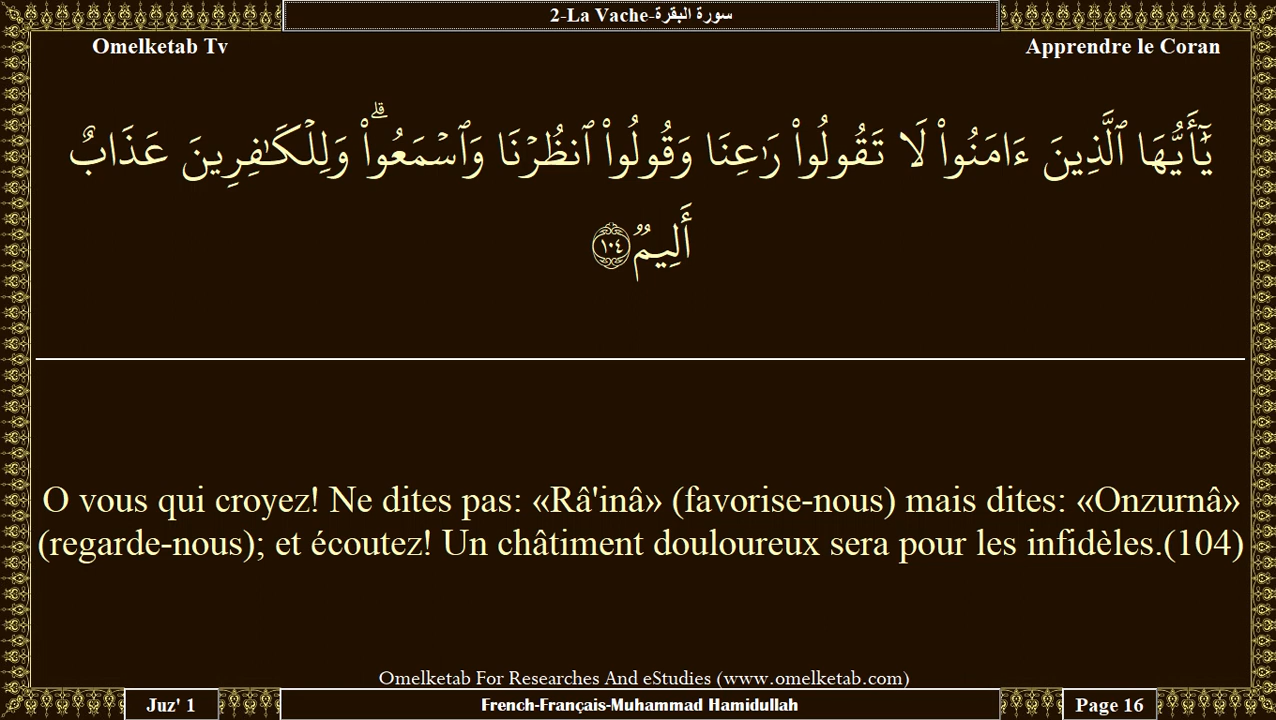 2-La Vache-سورة البقرة
Omelketab Tv
Apprendre le Coran
يَٰٓأَيُّهَا ٱلَّذِينَ ءَامَنُوا۟ لَا تَقُولُوا۟ رَٰعِنَا وَقُولُوا۟ ٱنظُرْنَا وَٱسْمَعُوا۟ ۗ وَلِلْكَٰفِرِينَ عَذَابٌ
أَلِيمٌ ١٠٤
O vous qui croyez! Ne dites pas: «Râ'inâ» (favorise-nous) mais dites: «Onzurnâ»
(regarde-nous); et écoutez! Un châtiment douloureux sera pour les infidèles.(104)
Omelketab For Researches And eStudies (www.omelketab.com)
Juz' 1
French-Français-Muhammad Hamidullah
Page 16